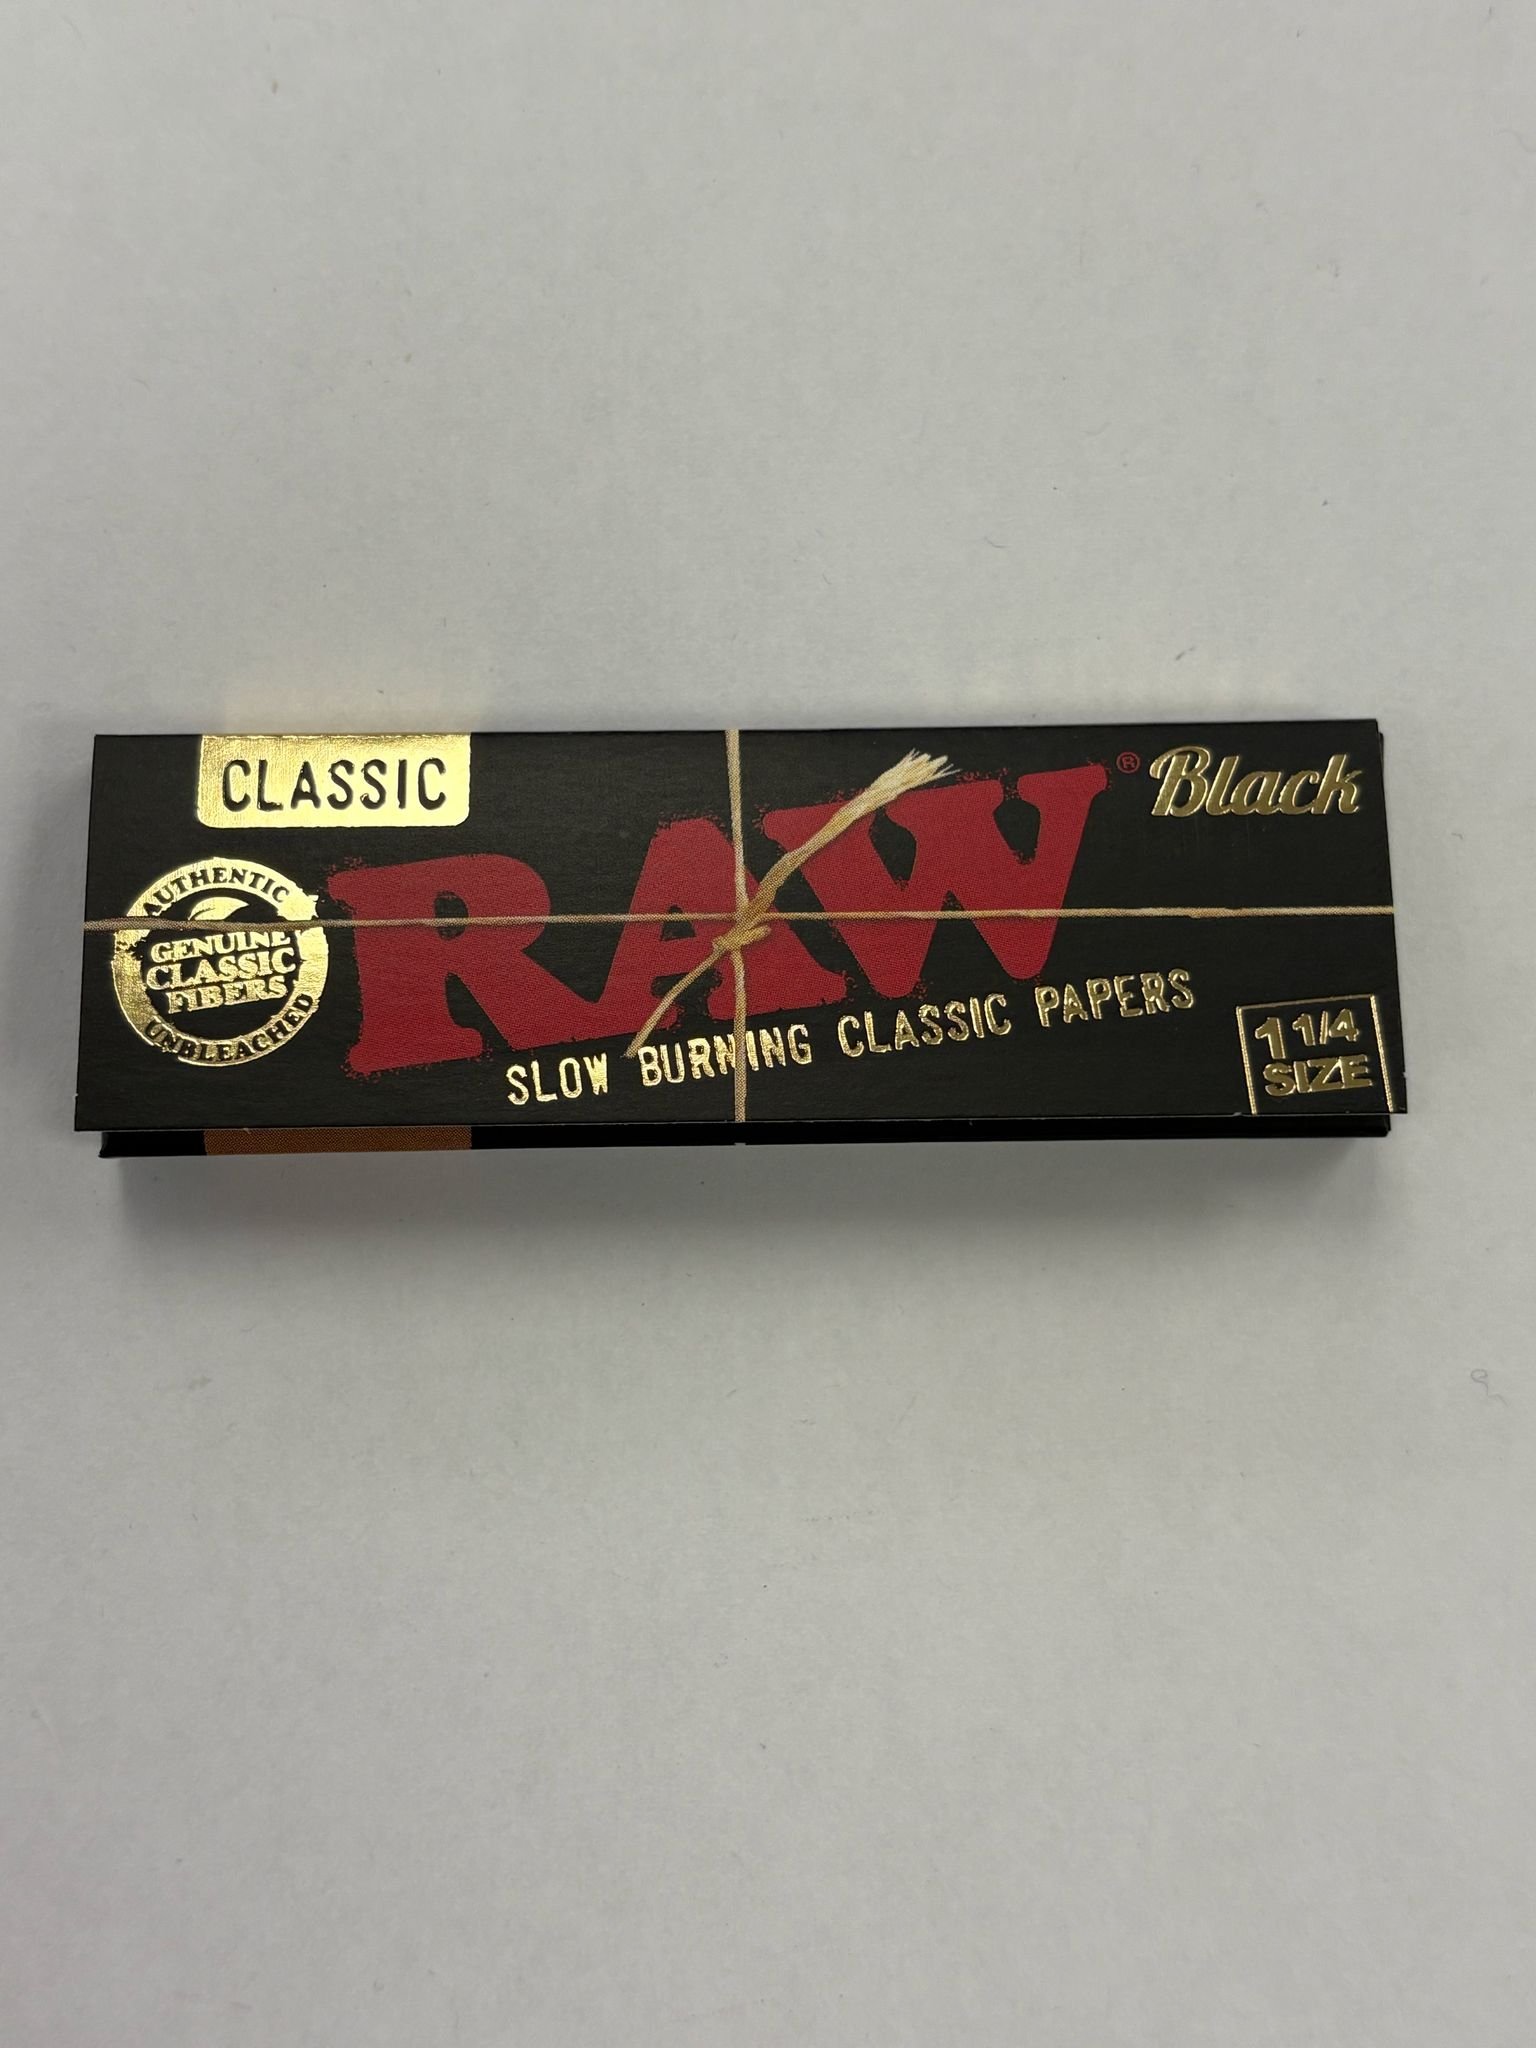 CLASSIC
RAW®
Black
AUTHENTIC
GENUINE
CLASSIC
FIBERS
UNBLEACHED
SLOW BURNING CLASSIC PAPERS
1 1/4
SIZE